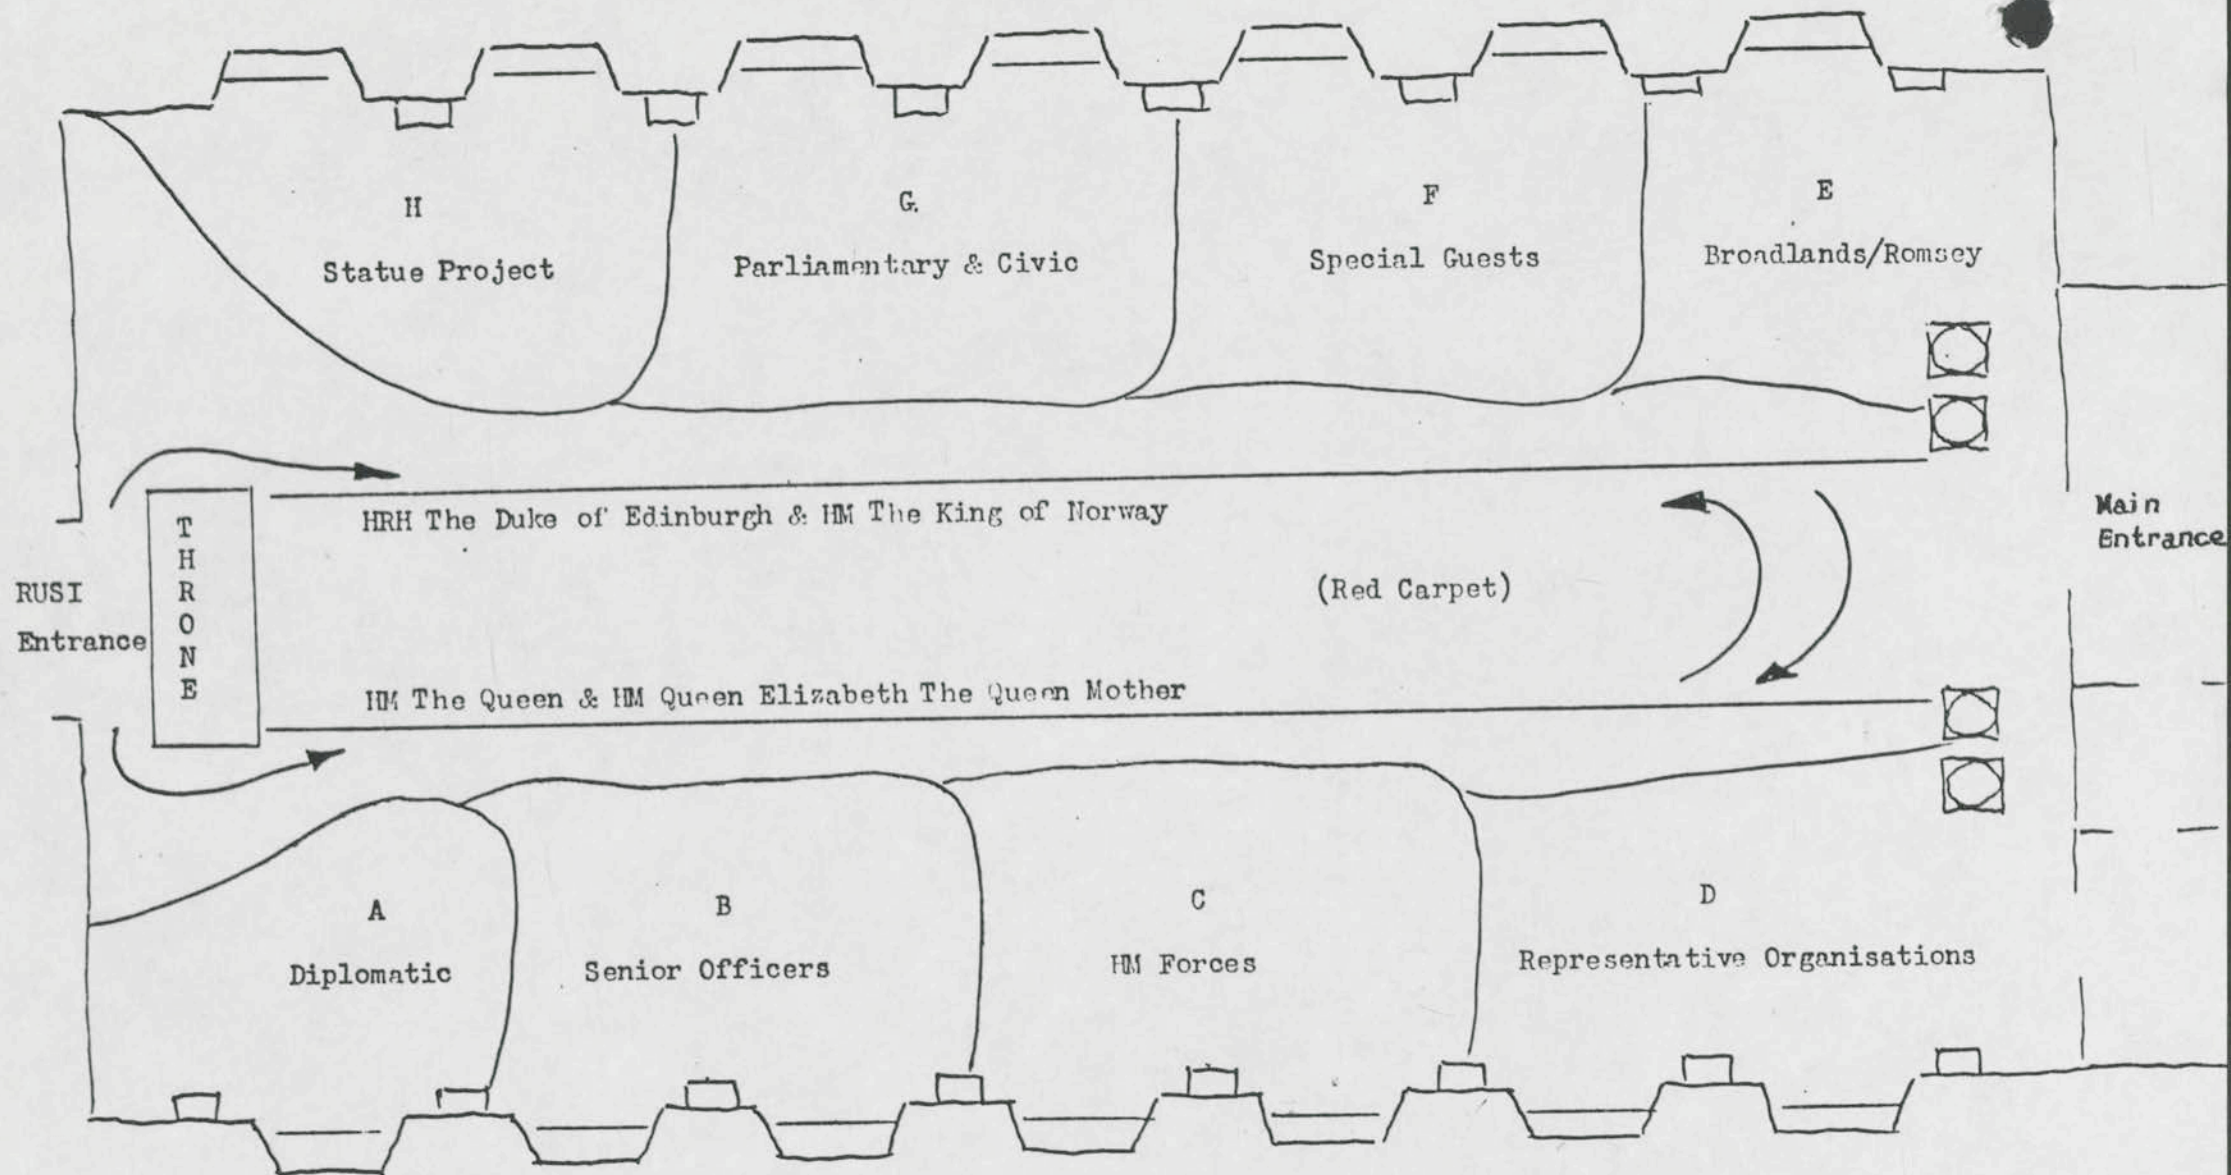 H
Statue Project
G.
Parliamentary & Civic
F
Special Guests
E
Broadlands/Romsey
HRH The Duke of Edinburgh & HM The King of Norway
Main
Entrance
THRONE
RUSI
Entrance
(Red Carpet)
HM The Queen & HM Queen Elizabeth The Queen Mother
A
Diplomatic
B
Senior Officers
C
HM Forces
D
Representative Organisations